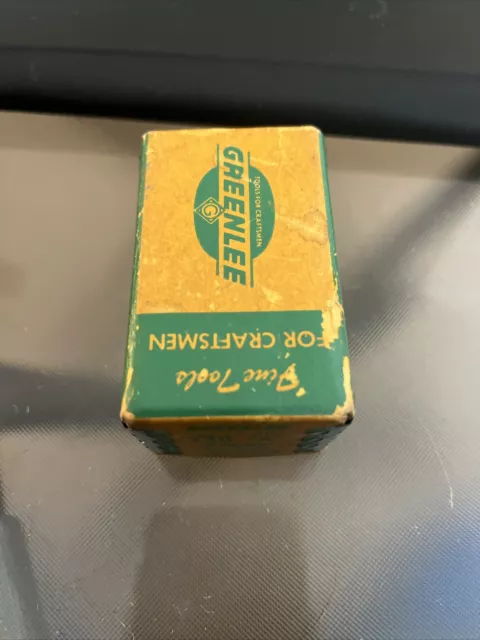 GREENLEE
TOOLS FOR CRAFTSMEN
G
Fine Tools
FOR CRAFTSMEN